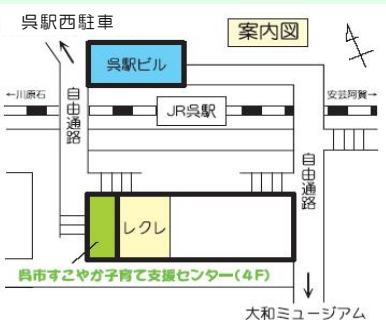 呉駅西駐車
案内図
呉駅ビル
←川原石
安芸阿賀→
自由通路
JR呉駅
自由通路
レクレ
呉市すこやか子育て支援センター(4F)
大和ミュージアム